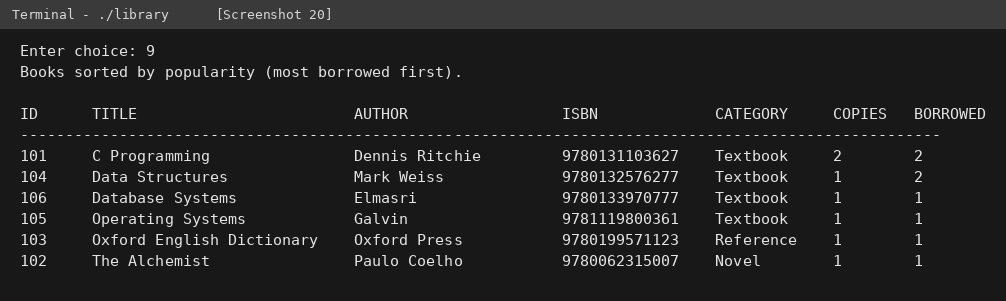 Terminal - ./library      [Screenshot 20]
Enter choice: 9
Books sorted by popularity (most borrowed first).
ID      TITLE                        AUTHOR                 ISBN             CATEGORY     COPIES   BORROWED
------------------------------------------------------------------------------------------------------
101     C Programming                Dennis Ritchie         9780131103627    Textbook     2        2
104     Data Structures              Mark Weiss             9780132576277    Textbook     1        2
106     Database Systems             Elmasri                9780133970777    Textbook     1        1
105     Operating Systems            Galvin                 9781119800361    Textbook     1        1
103     Oxford English Dictionary    Oxford Press           9780199571123    Reference    1        1
102     The Alchemist                Paulo Coelho           9780062315007    Novel        1        1